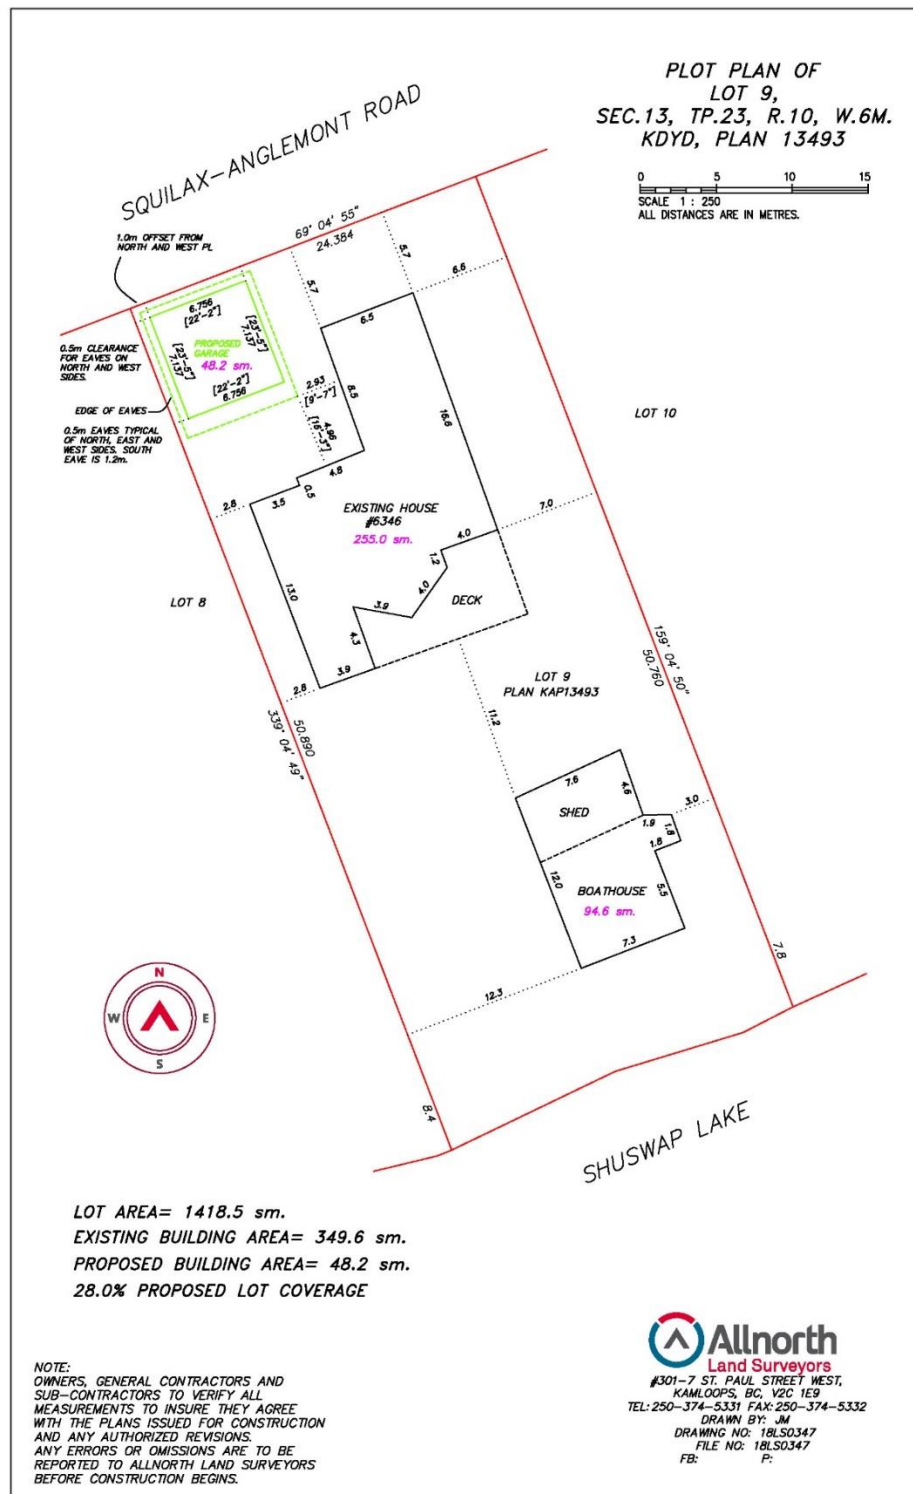 PLOT PLAN OF
LOT 9,
SEC.13, TP.23, R.10, W.6M.
KDYD, PLAN 13493
0 5 10 15
SCALE 1 : 250
ALL DISTANCES ARE IN METRES.
SQUILAX-ANGLEMONT ROAD
69° 04' 55"
24.384
1.0m OFFSET FROM
NORTH AND WEST PL
5.7
5.7
6.6
6.756
[22'-2"]
[23'-5"]
7.137
PROPOSED
GARAGE
48.2 sm.
[23'-5"]
7.137
[22'-2"]
6.756
6.5
0.5m CLEARANCE
FOR EAVES ON
NORTH AND WEST
SIDES.
EDGE OF EAVES
0.5m EAVES TYPICAL
OF NORTH, EAST AND
WEST SIDES. SOUTH
EAVE IS 1.2m.
2.93
[9'-7"]
4.96
[16'-3"]
8.5
16.6
LOT 10
4.8
0.5
3.5
2.8
EXISTING HOUSE
#6346
255.0 sm.
7.0
4.0
1.2
4.0
3.9
DECK
13.0
LOT 8
4.3
3.9
2.8
LOT 9
PLAN KAP13493
159° 04' 50"
50.760
50.890
339° 04' 49"
11.2
7.6
4.6
SHED
3.0
1.9
1.8
1.8
12.0
BOATHOUSE
94.6 sm.
5.5
7.3
7.8
12.3
8.4
N
W E
S
SHUSWAP LAKE
LOT AREA= 1418.5 sm.
EXISTING BUILDING AREA= 349.6 sm.
PROPOSED BUILDING AREA= 48.2 sm.
28.0% PROPOSED LOT COVERAGE
NOTE:
OWNERS, GENERAL CONTRACTORS AND
SUB-CONTRACTORS TO VERIFY ALL
MEASUREMENTS TO INSURE THEY AGREE
WITH THE PLANS ISSUED FOR CONSTRUCTION
AND ANY AUTHORIZED REVISIONS.
ANY ERRORS OR OMISSIONS ARE TO BE
REPORTED TO ALLNORTH LAND SURVEYORS
BEFORE CONSTRUCTION BEGINS.
Allnorth
Land Surveyors
#301-7 ST. PAUL STREET WEST,
KAMLOOPS, BC, V2C 1E9
TEL: 250-374-5331 FAX: 250-374-5332
DRAWN BY: JM
DRAWING NO: 18LS0347
FILE NO: 18LS0347
FB: P: